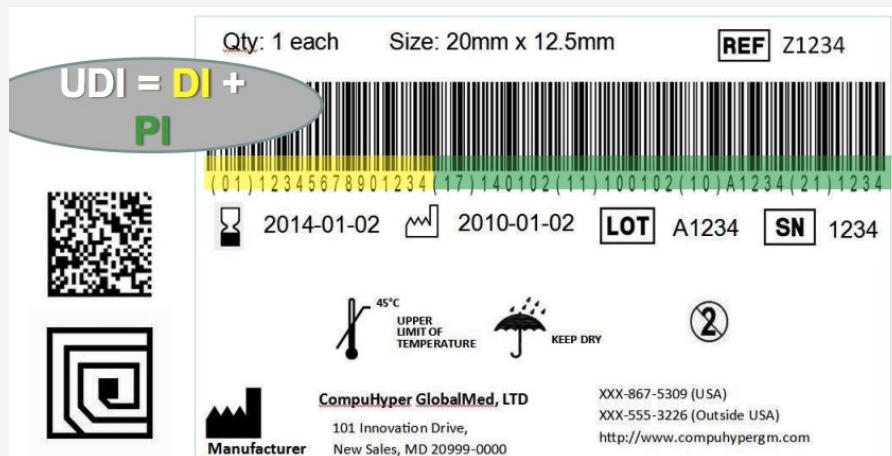 Qty: 1 each Size: 20mm x 12.5mm REF Z1234
UDI = DI +
PI
(01)12345678901234(17)140102(11)100102(10)A1234(21)1234
2014-01-02 2010-01-02 LOT A1234 SN 1234
45°C
UPPER
LIMIT OF
TEMPERATURE
KEEP DRY
2
Manufacturer
CompuHyper GlobalMed, LTD
101 Innovation Drive,
New Sales, MD 20999-0000
XXX-867-5309 (USA)
XXX-555-3226 (Outside USA)
http://www.compuhypergm.com